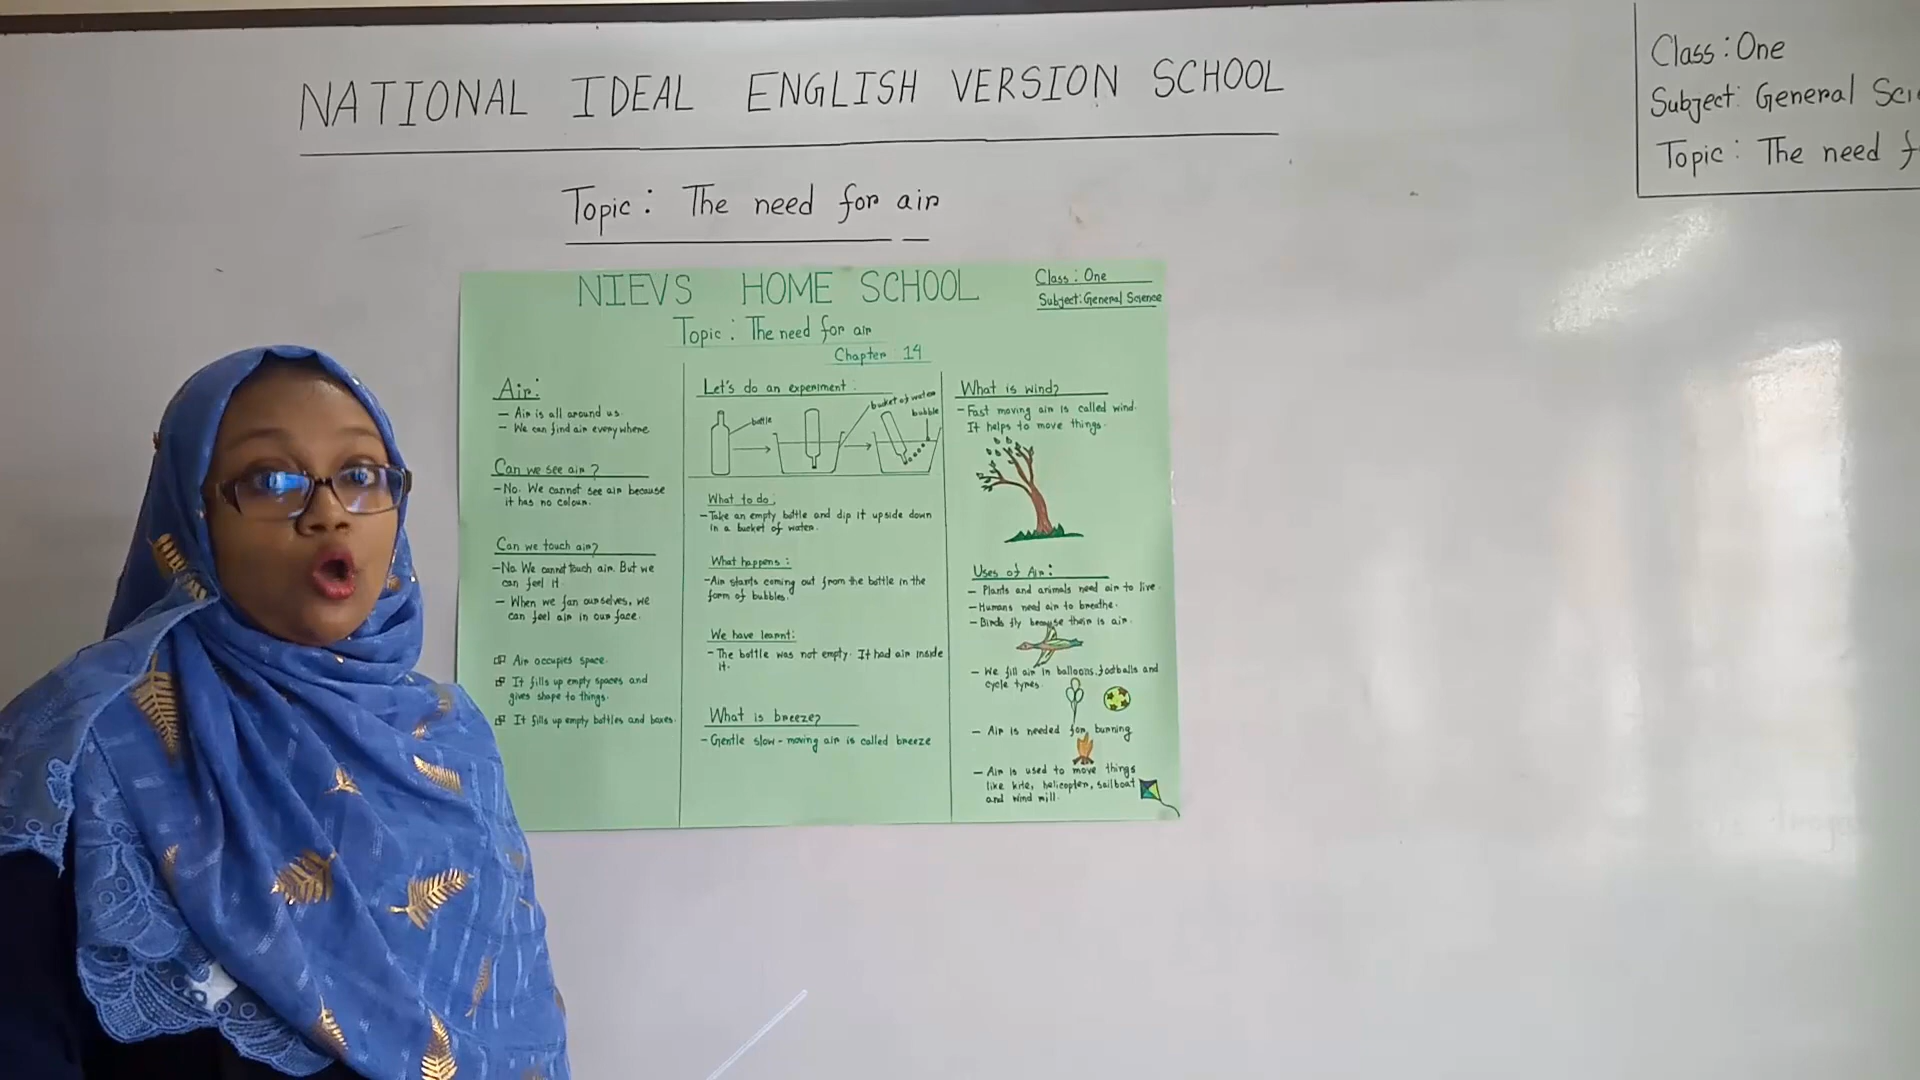 NATIONAL IDEAL ENGLISH VERSION SCHOOL
Topic: The need for air
Class: One
Subject: General Sci
Topic: The need f
NIEVS HOME SCHOOL
Class: One
Subject: General Science
Topic: The need for air
Chapter 14
Air:
- Air is all around us.
- We can find air everywhere.
Can we see air?
- No. We cannot see air because
it has no colour.
Can we touch air?
- No. We cannot touch air. But we
can feel it.
- When we fan ourselves, we
can feel air in our face.
Air occupies space.
It fills up empty spaces and
gives shape to things.
It fills up empty bottles and boxes.
Let's do an experiment:
bottle
bucket of water
bubble
What to do:
- Take an empty bottle and dip it upside down
in a bucket of water.
What happens:
- Air starts coming out from the bottle in the
form of bubbles.
We have learnt:
- The bottle was not empty. It had air inside
it.
What is breeze?
- Gentle slow-moving air is called breeze
What is wind?
- Fast moving air is called wind.
It helps to move things.
Uses of Air:
- Plants and animals need air to live.
- Humans need air to breathe.
- Birds fly because their is air.
- We fill air in balloons, footballs and
cycle tyres.
- Air is needed for burning
- Air is used to move things
like kite, helicopter, sailboat
and wind mill.